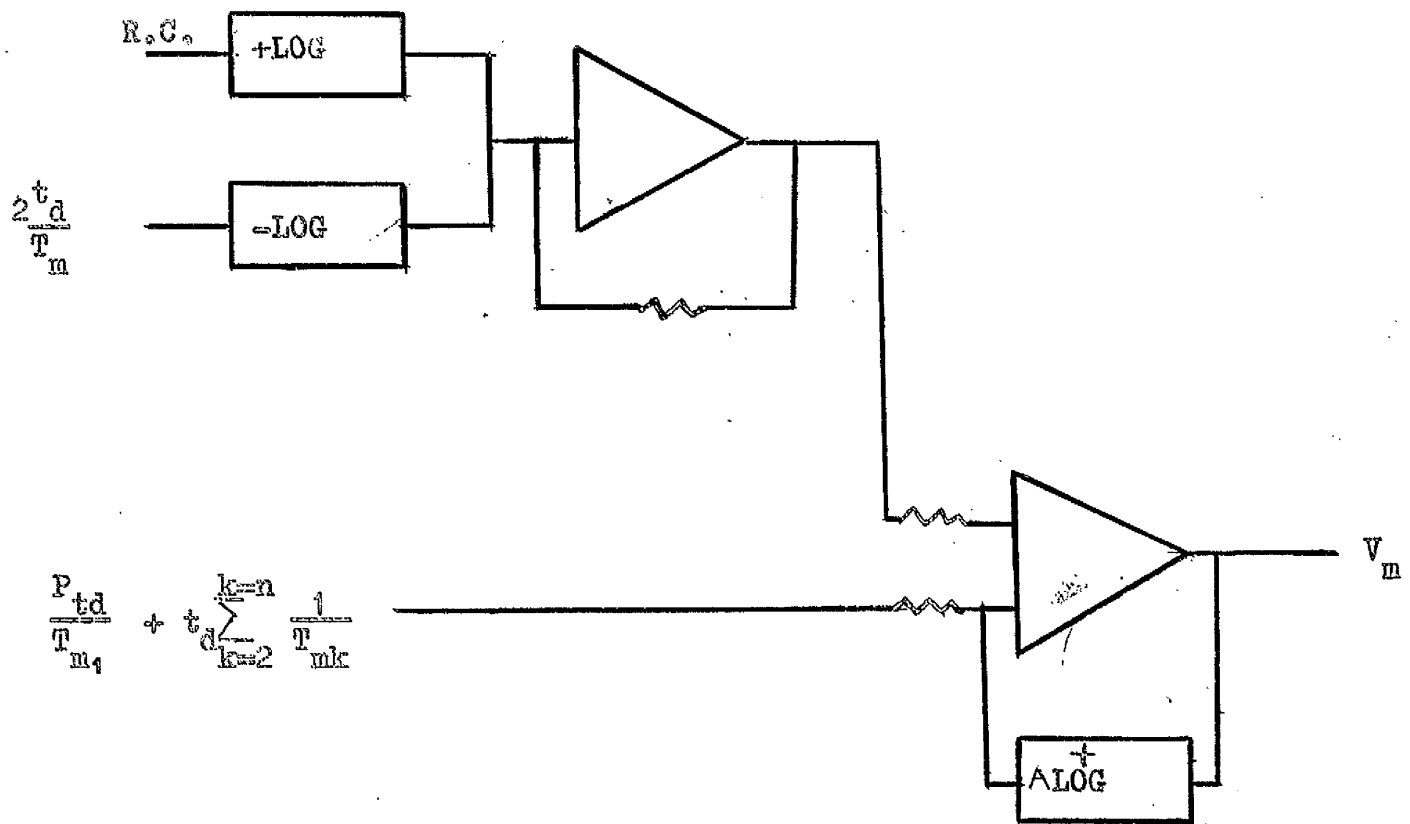 R.C.
+LOG
2 t_d / T_m
-LOG
V_m
P_td / T_m1 + t_d Σ_{k=2}^{k=n} 1 / T_mk
+
ALOG